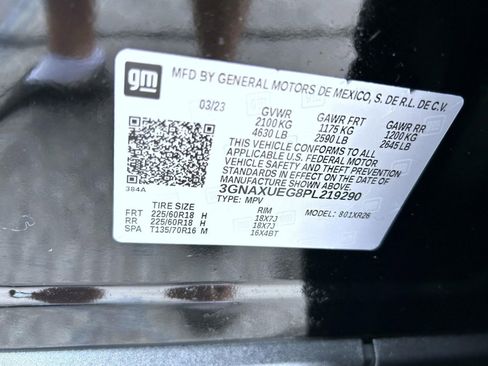 gm
MFD BY GENERAL MOTORS DE MEXICO, S. DE R.L. DE C.V.
03/23 GVWR GAWR FRT GAWR RR
2100 KG 1175 KG 1200 KG
4630 LB 2590 LB 2645 LB
THIS VEHICLE CONFORMS TO ALL
APPLICABLE U.S. FEDERAL MOTOR
VEHICLE SAFETY AND THEFT PREVENTION
STANDARDS IN EFFECT ON THE DATE OF
MANUFACTURE SHOWN ABOVE.
384A 3GNAXUEG8PL219290
TYPE: MPV MODEL: 801XR26
TIRE SIZE RIM
FRT 225/60R18 H 18X7J
RR 225/60R18 H 18X7J
SPA T135/70R16 M 16X4BT